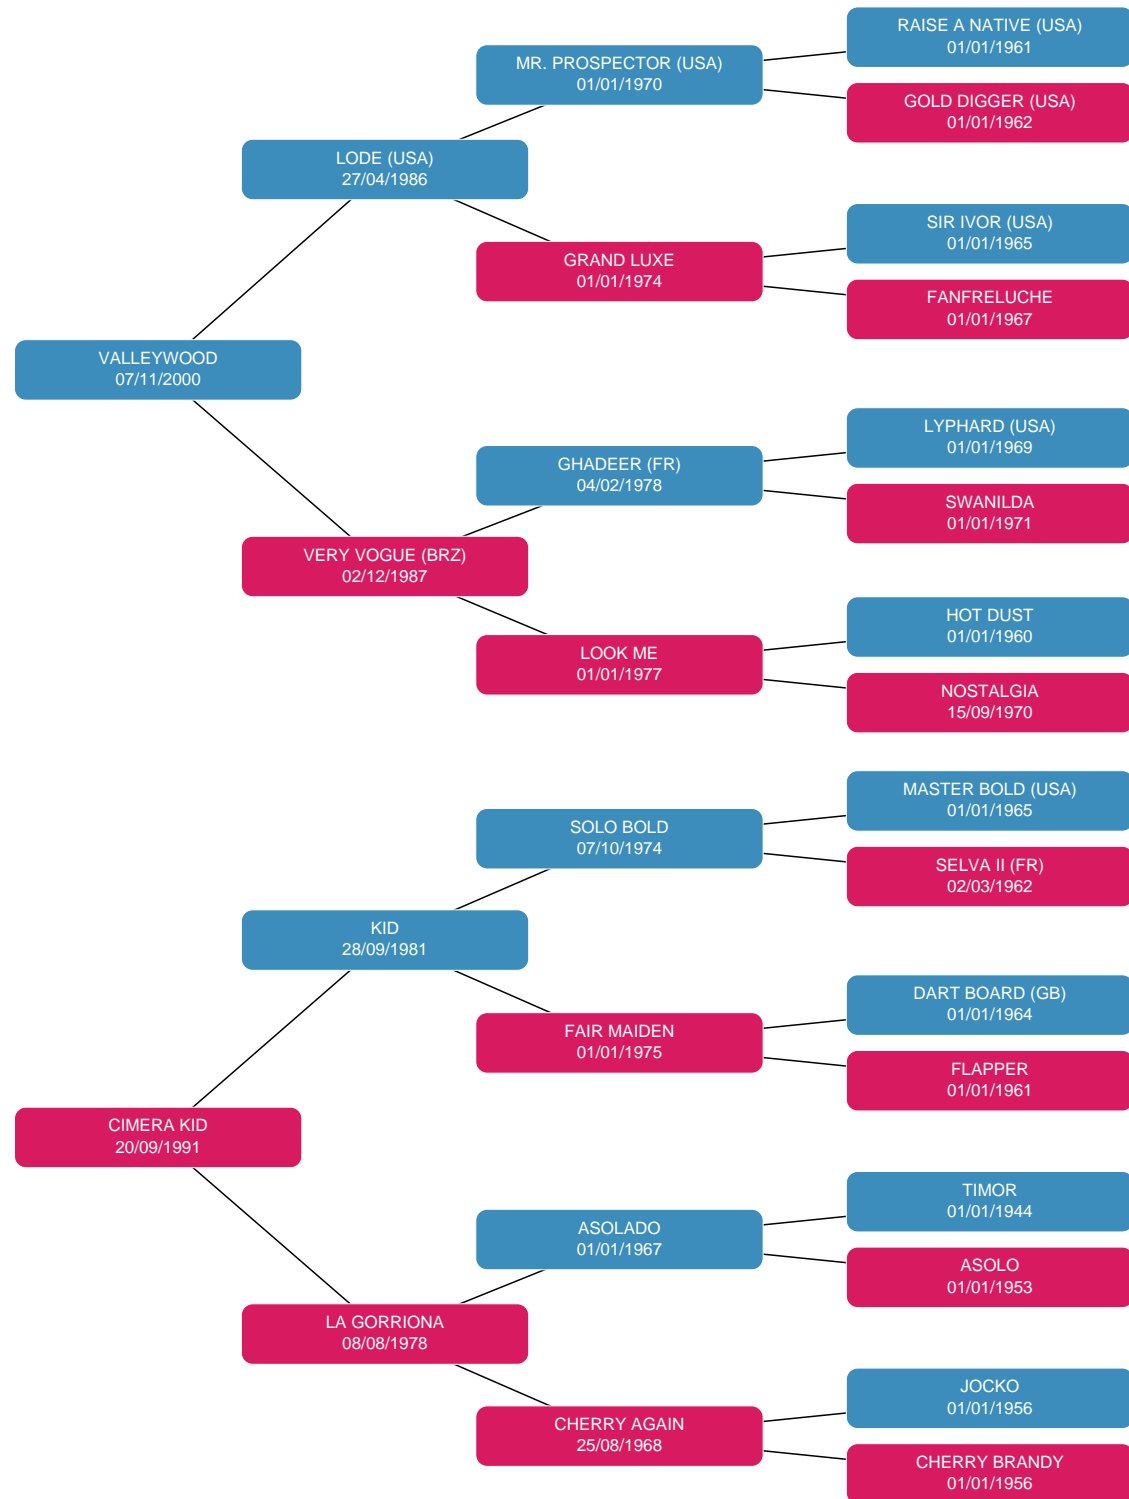 RAISE A NATIVE (USA)
01/01/1961
MR. PROSPECTOR (USA)
01/01/1970
GOLD DIGGER (USA)
01/01/1962
LODE (USA)
27/04/1986
SIR IVOR (USA)
01/01/1965
GRAND LUXE
01/01/1974
FANFRELUCHE
01/01/1967
VALLEYWOOD
07/11/2000
LYPHARD (USA)
01/01/1969
GHADEER (FR)
04/02/1978
SWANILDA
01/01/1971
VERY VOGUE (BRZ)
02/12/1987
HOT DUST
01/01/1960
LOOK ME
01/01/1977
NOSTALGIA
15/09/1970
MASTER BOLD (USA)
01/01/1965
SOLO BOLD
07/10/1974
SELVA II (FR)
02/03/1962
KID
28/09/1981
DART BOARD (GB)
01/01/1964
FAIR MAIDEN
01/01/1975
FLAPPER
01/01/1961
CIMERA KID
20/09/1991
TIMOR
01/01/1944
ASOLADO
01/01/1967
ASOLO
01/01/1953
LA GORRIONA
08/08/1978
JOCKO
01/01/1956
CHERRY AGAIN
25/08/1968
CHERRY BRANDY
01/01/1956